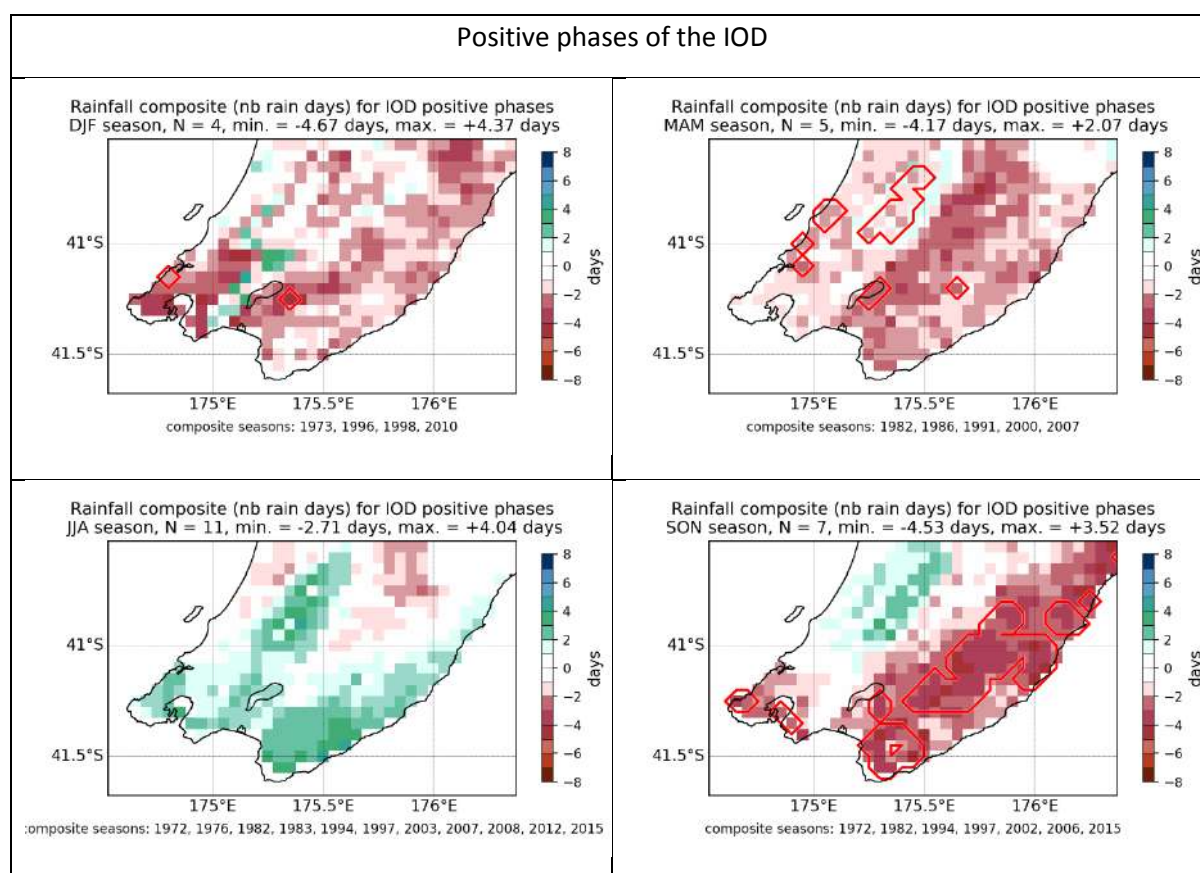 Positive phases of the IOD
Rainfall composite (nb rain days) for IOD positive phases
DJF season, N = 4, min. = -4.67 days, max. = +4.37 days
8
6
4
2
0
−2
−4
−6
−8
days
41°S
41.5°S
175°E
175.5°E
176°E
composite seasons: 1973, 1996, 1998, 2010
Rainfall composite (nb rain days) for IOD positive phases
MAM season, N = 5, min. = -4.17 days, max. = +2.07 days
8
6
4
2
0
−2
−4
−6
−8
days
41°S
41.5°S
175°E
175.5°E
176°E
composite seasons: 1982, 1986, 1991, 2000, 2007
Rainfall composite (nb rain days) for IOD positive phases
JJA season, N = 11, min. = -2.71 days, max. = +4.04 days
8
6
4
2
0
−2
−4
−6
−8
days
41°S
41.5°S
175°E
175.5°E
176°E
:omposite seasons: 1972, 1976, 1982, 1983, 1994, 1997, 2003, 2007, 2008, 2012, 2015
Rainfall composite (nb rain days) for IOD positive phases
SON season, N = 7, min. = -4.53 days, max. = +3.52 days
8
6
4
2
0
−2
−4
−6
−8
days
41°S
41.5°S
175°E
175.5°E
176°E
composite seasons: 1972, 1982, 1994, 1997, 2002, 2006, 2015